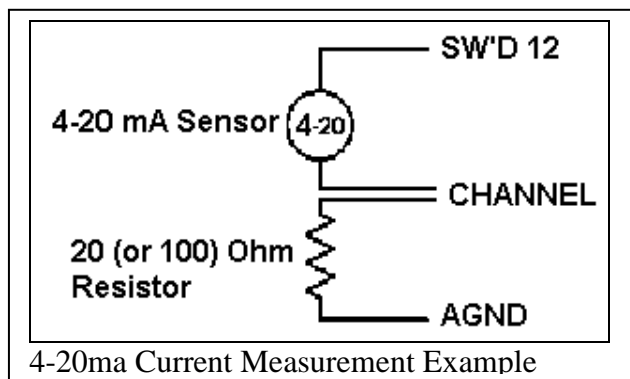 SW'D 12
4-20 mA Sensor
4-20
CHANNEL
20 (or 100) Ohm
Resistor
AGND
4-20ma Current Measurement Example